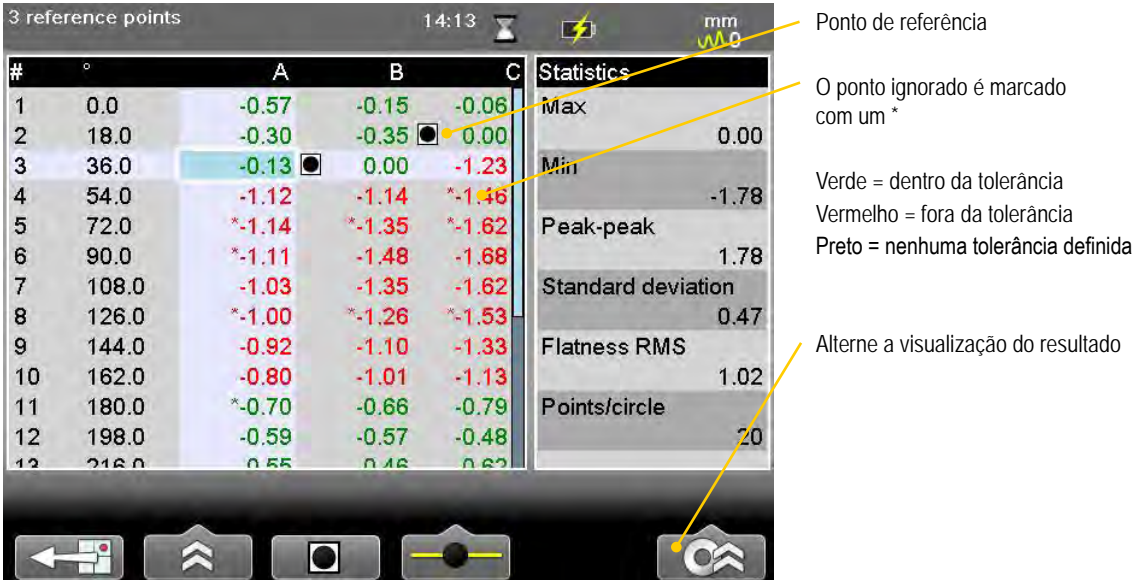 3 reference points 14:13 mm
0
# ° A B C Statistics
1 0.0 -0.57 -0.15 -0.06 Max
2 18.0 -0.30 -0.35 0.00 0.00
3 36.0 -0.13 0.00 -1.23 Min
4 54.0 -1.12 -1.14 *-1.46 -1.78
5 72.0 *-1.14 *-1.35 *-1.62 Peak-peak
6 90.0 *-1.11 -1.48 -1.68 1.78
7 108.0 -1.03 -1.35 -1.62 Standard deviation
8 126.0 *-1.00 *-1.26 *-1.53 0.47
9 144.0 -0.92 -1.10 -1.33 Flatness RMS
10 162.0 -0.80 -1.01 -1.13 1.02
11 180.0 *-0.70 -0.66 -0.79 Points/circle
12 198.0 -0.59 -0.57 -0.48 20
13 216.0
Ponto de referência
O ponto ignorado é marcado
com um *
Verde = dentro da tolerância
Vermelho = fora da tolerância
Preto = nenhuma tolerância definida
Alterne a visualização do resultado